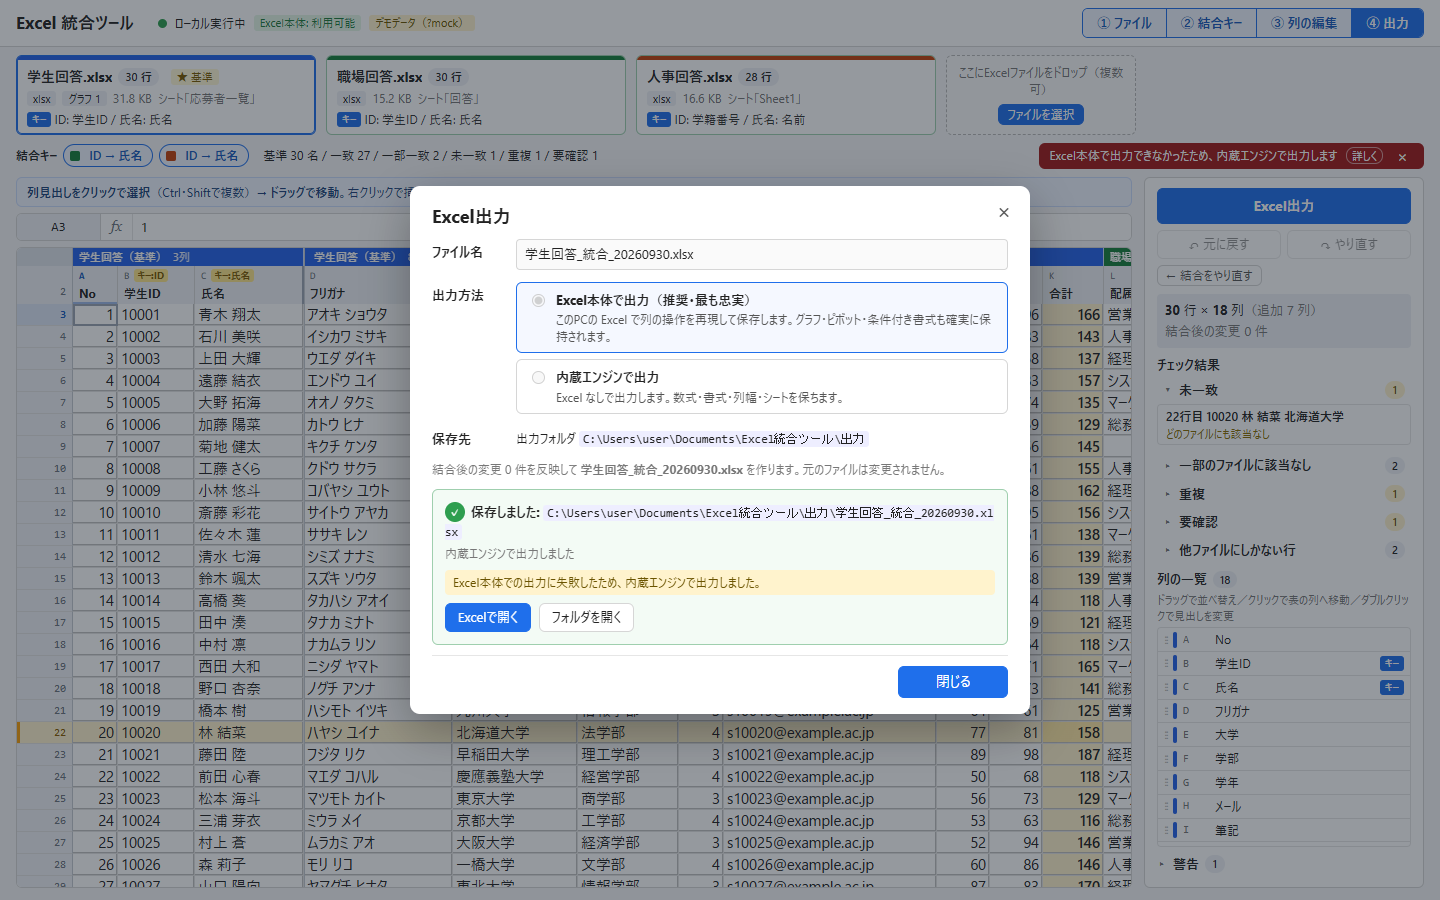 Excel 統合ツール
ローカル実行中
Excel本体: 利用可能
デモデータ（?mock）
① ファイル
② 結合キー
③ 列の編集
④ 出力
学生回答.xlsx 30 行 ★ 基準
xlsx グラフ 1 31.8 KB シート「応募者一覧」
キー ID: 学生ID / 氏名: 氏名
職場回答.xlsx 30 行
xlsx 15.2 KB シート「回答」
キー ID: 学生ID / 氏名: 氏名
人事回答.xlsx 28 行
xlsx 16.6 KB シート「Sheet1」
キー ID: 学籍番号 / 氏名: 名前
ここにExcelファイルをドロップ（複数
可）
ファイルを選択
結合キー ID → 氏名 ID → 氏名 基準 30 名 / 一致 27 / 一部一致 2 / 未一致 1 / 重複 1 / 要確認 1
Excel本体で出力できなかったため、内蔵エンジンで出力します 詳しく ×
列見出しをクリックで選択（Ctrl・Shiftで複数）→ ドラッグで移動。右クリックで
A3 fx 1
学生回答（基準） 3列 学生回答（基準） 職場
A B キー:ID C キー:氏名 D K L
2 No 学生ID 氏名 フリガナ 合計 配属
3 1 10001 青木 翔太 アオキ ショウタ 166 営業
4 2 10002 石川 美咲 イシカワ ミサキ 143 人事
5 3 10003 上田 大輝 ウエダ ダイキ 137 経理
6 4 10004 遠藤 結衣 エンドウ ユイ 157 シス
7 5 10005 大野 拓海 オオノ タクミ 135 マー
8 6 10006 加藤 陽菜 カトウ ヒナ 129 総務
9 7 10007 菊地 健太 キクチ ケンタ 145
10 8 10008 工藤 さくら クドウ サクラ 155 人事
11 9 10009 小林 悠斗 コバヤシ ユウト 162 経理
12 10 10010 斎藤 彩花 サイトウ アヤカ 156 シス
13 11 10011 佐々木 蓮 ササキ レン 138 マー
14 12 10012 清水 七海 シミズ ナナミ 139 総務
15 13 10013 鈴木 颯太 スズキ ソウタ 139 営業
16 14 10014 高橋 葵 タカハシ アオイ 118 人事
17 15 10015 田中 湊 タナカ ミナト 121 経理
18 16 10016 中村 凛 ナカムラ リン 118 シス
19 17 10017 西田 大和 ニシダ ヤマト 165 マー
20 18 10018 野口 杏奈 ノグチ アンナ 141 総務
21 19 10019 橋本 樹 ハシモト イツキ 125 営業
22 20 10020 林 結菜 ハヤシ ユイナ 北海道大学 法学部 4 s10020@example.ac.jp 77 81 158
23 21 10021 藤田 陸 フジタ リク 早稲田大学 理工学部 3 s10021@example.ac.jp 89 98 187 経理
24 22 10022 前田 心春 マエダ コハル 慶應義塾大学 経営学部 4 s10022@example.ac.jp 50 68 118 シス
25 23 10023 松本 海斗 マツモト カイト 東京大学 商学部 3 s10023@example.ac.jp 56 73 129 マー
26 24 10024 三浦 芽衣 ミウラ メイ 京都大学 工学部 4 s10024@example.ac.jp 53 63 116 総務
27 25 10025 村上 蒼 ムラカミ アオ 大阪大学 経済学部 3 s10025@example.ac.jp 52 94 146 営業
28 26 10026 森 莉子 モリ リコ 一橋大学 文学部 4 s10026@example.ac.jp 60 86 146 人事
Excel出力 ×
ファイル名 学生回答_統合_20260930.xlsx
出力方法 Excel本体で出力（推奨・最も忠実）
このPCの Excel で列の操作を再現して保存します。グラフ・ピボット・条件付き書式も確実に保
持されます。
内蔵エンジンで出力
Excel なしで出力します。数式・書式・列幅・シートを保ちます。
保存先 出力フォルダ C:\Users\user\Documents\Excel統合ツール\出力
結合後の変更 0 件を反映して 学生回答_統合_20260930.xlsx を作ります。元のファイルは変更されません。
保存しました: C:\Users\user\Documents\Excel統合ツール\出力\学生回答_統合_20260930.xl
sx
内蔵エンジンで出力しました
Excel本体での出力に失敗したため、内蔵エンジンで出力しました。
Excelで開く フォルダを開く
閉じる
Excel出力
元に戻す やり直す
← 結合をやり直す
30 行 × 18 列（追加 7 列）
結合後の変更 0 件
チェック結果
未一致 1
22行目 10020 林 結菜 北海道大学
どのファイルにも該当なし
一部のファイルに該当なし 2
重複 1
要確認 1
他ファイルにしかない行 2
列の一覧 18
ドラッグで並べ替え／クリックで表の列へ移動／ダブルクリッ
クで見出しを変更
A No
B 学生ID キー
C 氏名 キー
D フリガナ
E 大学
F 学部
G 学年
H メール
I 筆記
警告 1